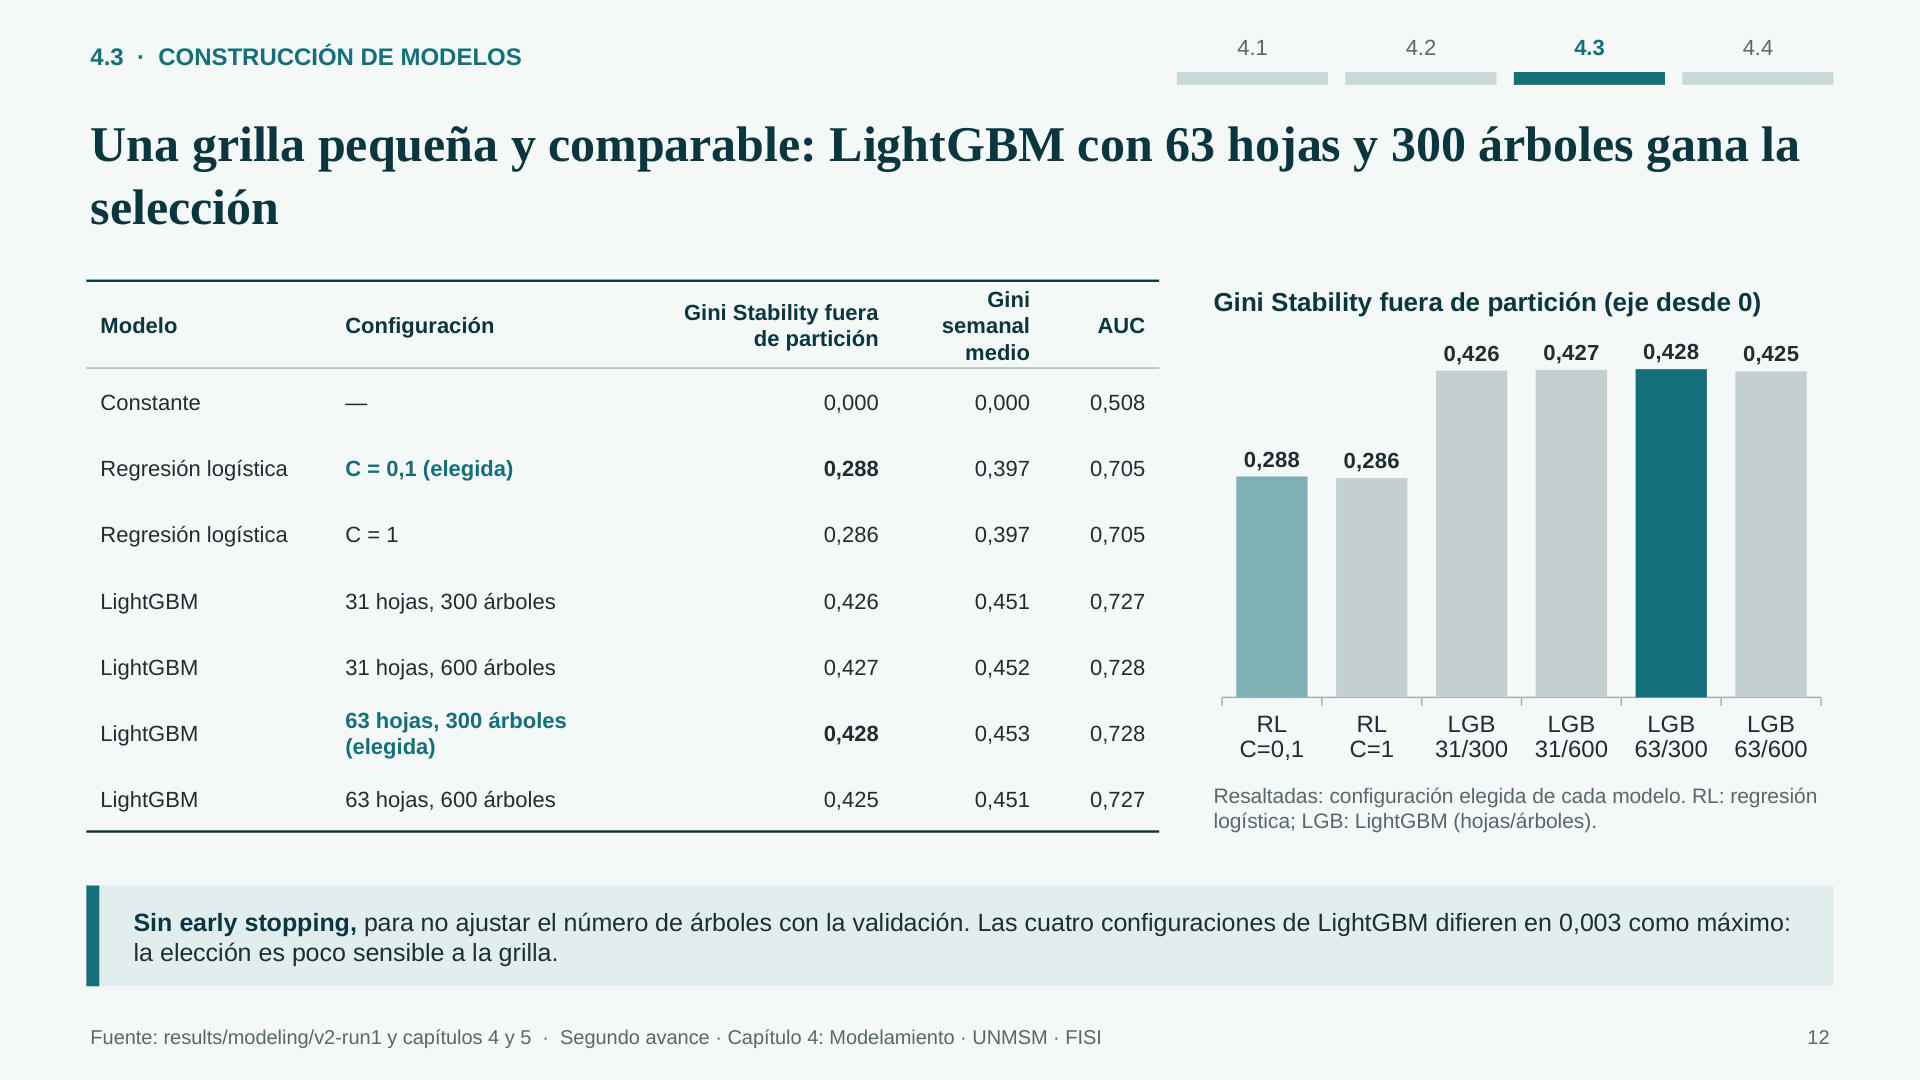 4.3 · CONSTRUCCIÓN DE MODELOS
4.1 4.2 4.3 4.4
Una grilla pequeña y comparable: LightGBM con 63 hojas y 300 árboles gana la
selección
Modelo Configuración Gini Stability fuera de partición Gini semanal medio AUC
Constante — 0,000 0,000 0,508
Regresión logística C = 0,1 (elegida) 0,288 0,397 0,705
Regresión logística C = 1 0,286 0,397 0,705
LightGBM 31 hojas, 300 árboles 0,426 0,451 0,727
LightGBM 31 hojas, 600 árboles 0,427 0,452 0,728
LightGBM 63 hojas, 300 árboles (elegida) 0,428 0,453 0,728
LightGBM 63 hojas, 600 árboles 0,425 0,451 0,727
Gini Stability fuera de partición (eje desde 0)
0,288 0,286 0,426 0,427 0,428 0,425
RL C=0,1 RL C=1 LGB 31/300 LGB 31/600 LGB 63/300 LGB 63/600
Resaltadas: configuración elegida de cada modelo. RL: regresión
logística; LGB: LightGBM (hojas/árboles).
Sin early stopping, para no ajustar el número de árboles con la validación. Las cuatro configuraciones de LightGBM difieren en 0,003 como máximo:
la elección es poco sensible a la grilla.
Fuente: results/modeling/v2-run1 y capítulos 4 y 5 · Segundo avance · Capítulo 4: Modelamiento · UNMSM · FISI
12